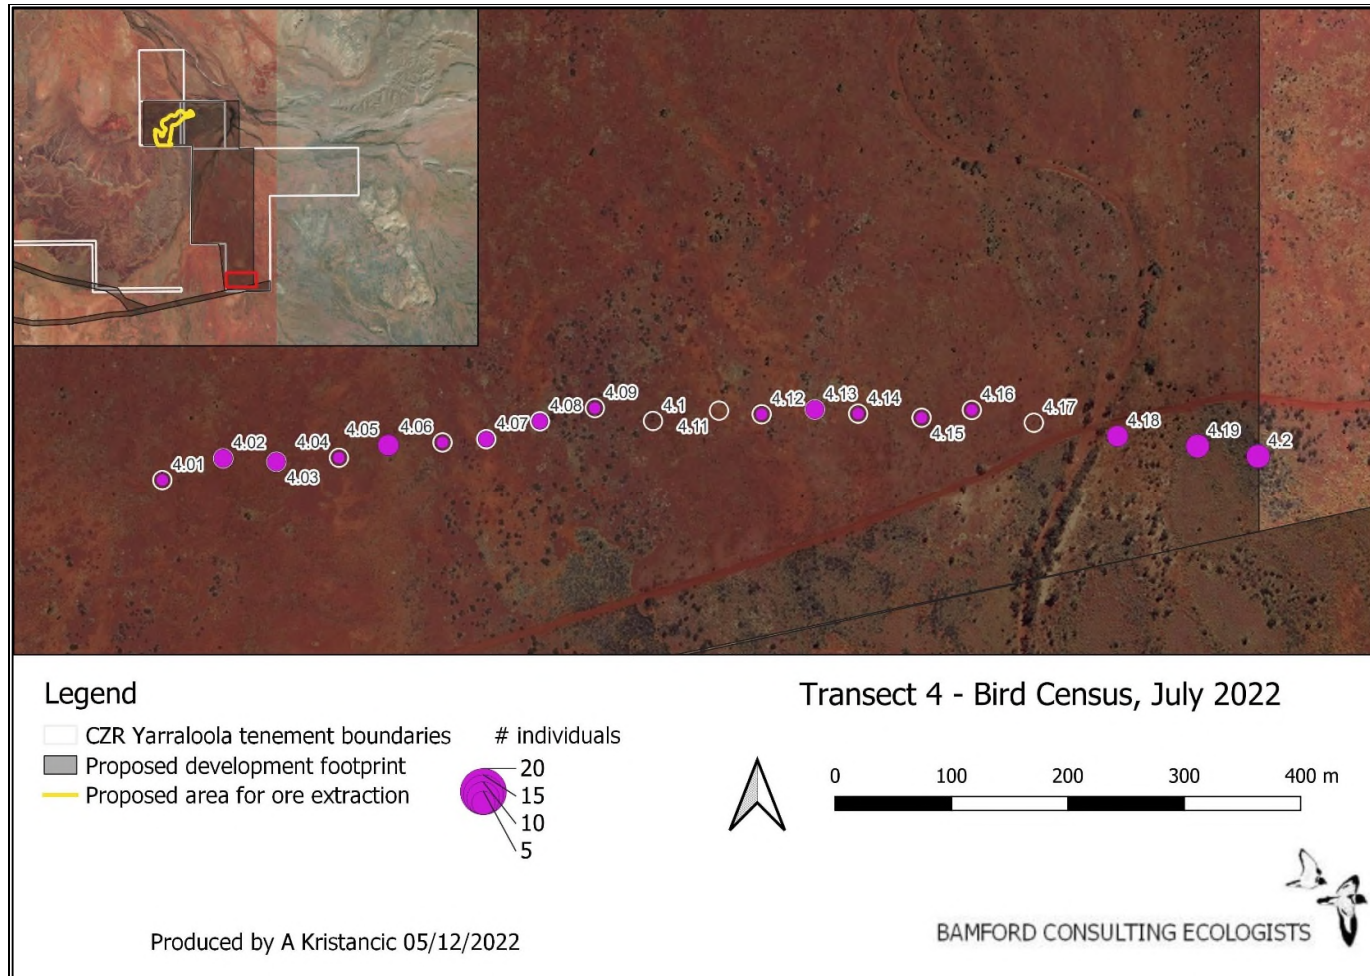 4.01
4.02
4.03
4.04
4.05
4.06
4.07
4.08
4.09
4.1
4.11
4.12
4.13
4.14
4.15
4.16
4.17
4.18
4.19
4.2
Legend
CZR Yarraloola tenement boundaries
Proposed development footprint
Proposed area for ore extraction
# individuals
20
15
10
5
Transect 4 - Bird Census, July 2022
0 100 200 300 400 m
Produced by A Kristancic 05/12/2022
BAMFORD CONSULTING ECOLOGISTS